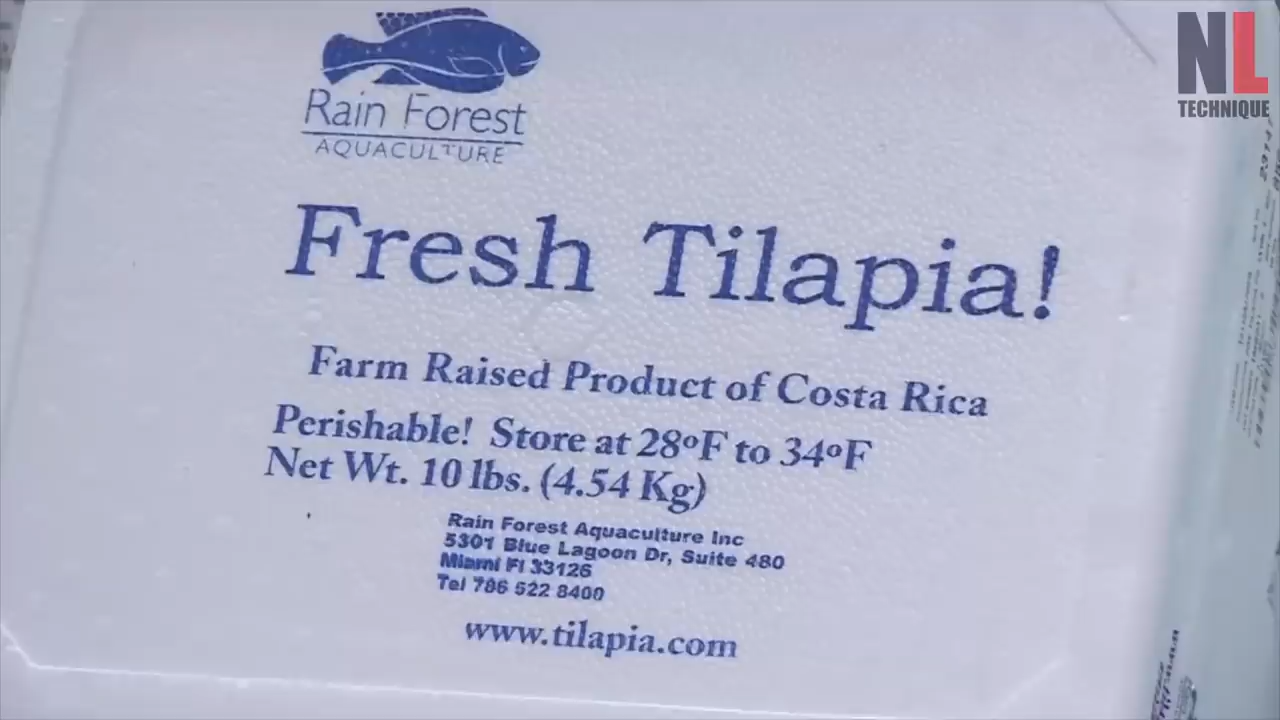 Rain Forest
AQUACULTURE
NL
TECHNIQUE
Fresh Tilapia!
Farm Raised Product of Costa Rica
Perishable! Store at 28ºF to 34ºF
Net Wt. 10 lbs. (4.54 Kg)
Rain Forest Aquaculture Inc
5301 Blue Lagoon Dr, Suite 480
Miami Fl 33126
Tel 786 522 8400
www.tilapia.com